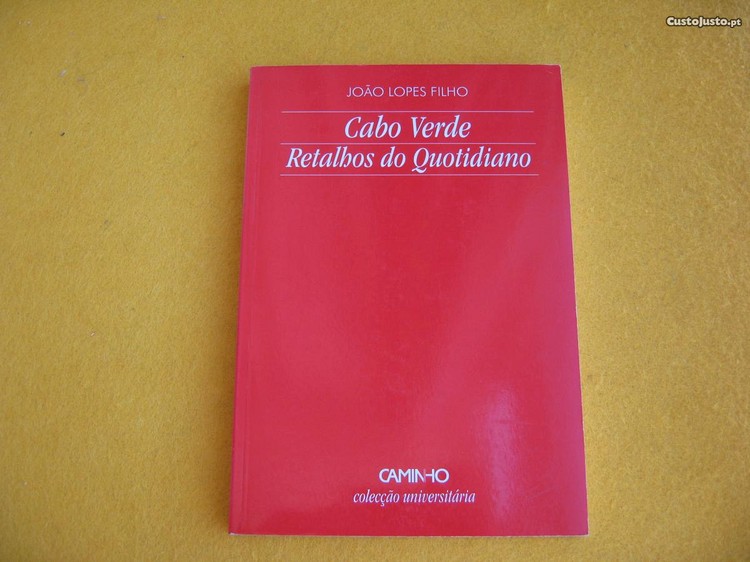 CustoJusto.pt
JOÃO LOPES FILHO
Cabo Verde
Retalhos do Quotidiano
CAMINHO
colecção universitária